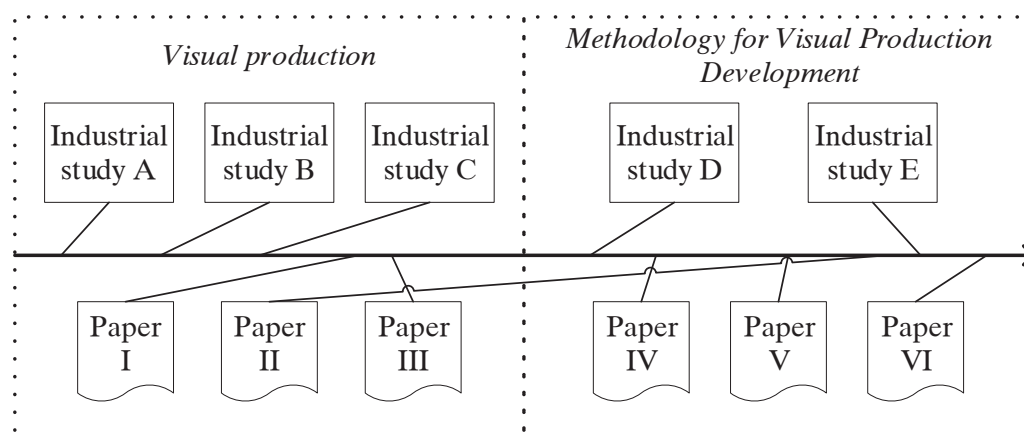 Visual production
Methodology for Visual Production
Development
Industrial
study A
Industrial
study B
Industrial
study C
Industrial
study D
Industrial
study E
Paper
I
Paper
II
Paper
III
Paper
IV
Paper
V
Paper
VI